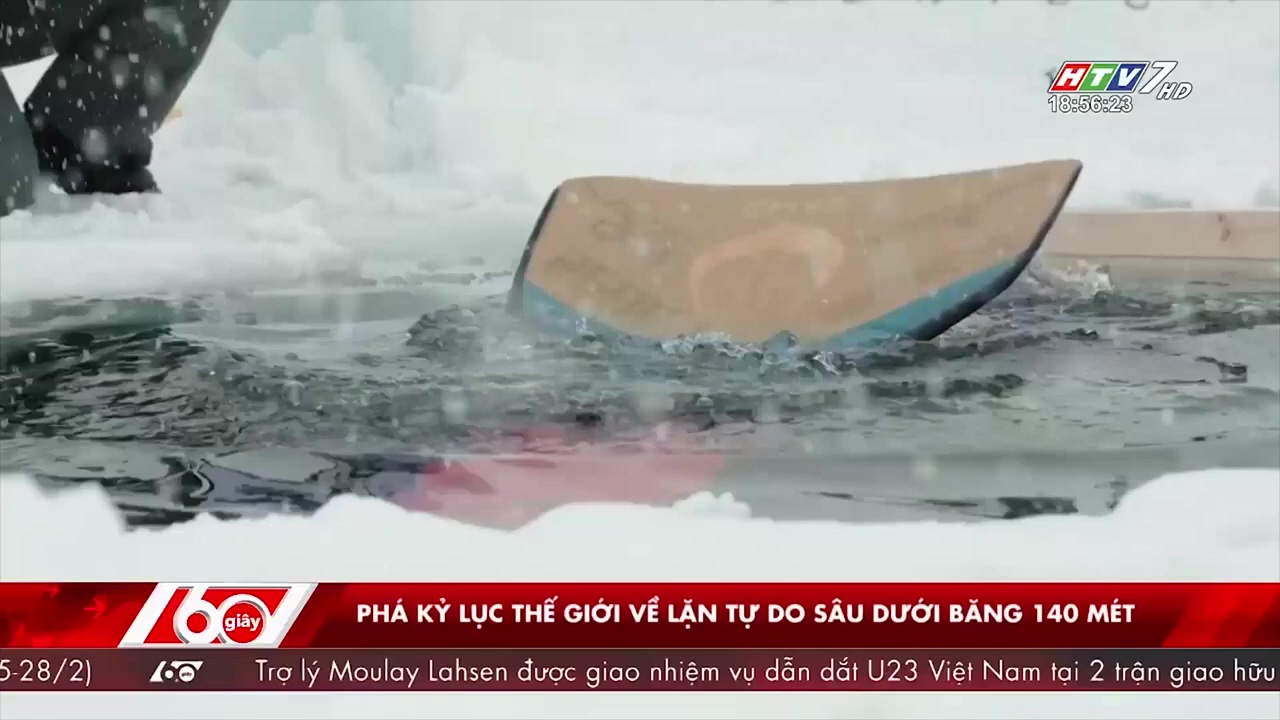 HTV7 HD
18:56:23
60 giây
PHÁ KỶ LỤC THẾ GIỚI VỀ LẶN TỰ DO SÂU DƯỚI BĂNG 140 MÉT
5-28/2) 60 giây Trợ lý Moulay Lahsen được giao nhiệm vụ dẫn dắt U23 Việt Nam tại 2 trận giao hữu